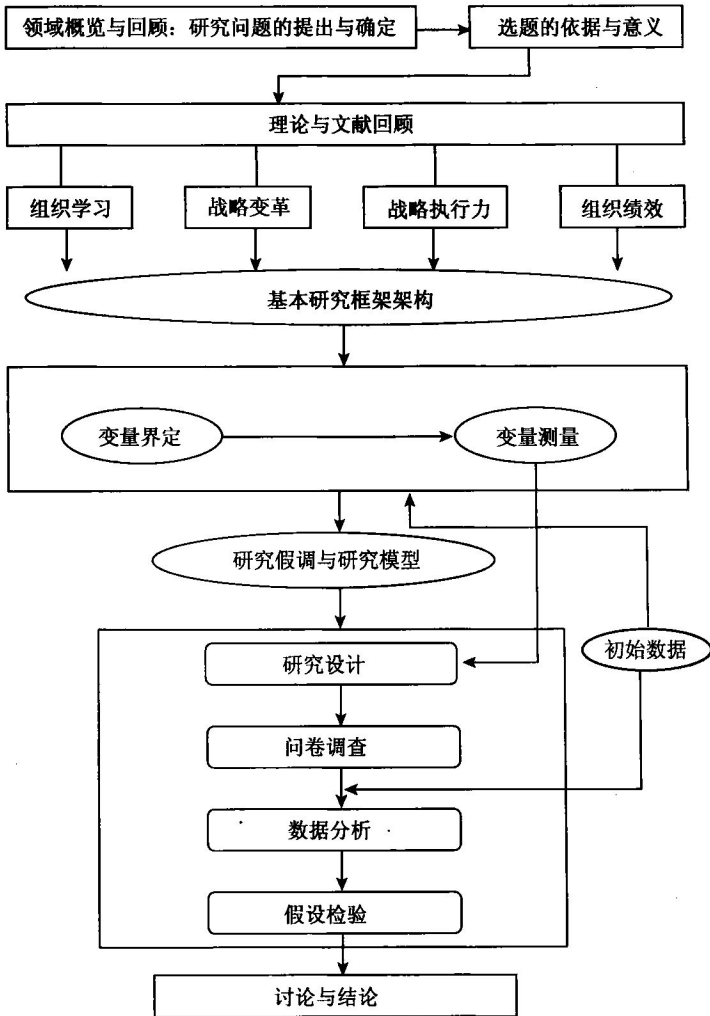 领域概览与回顾：研究问题的提出与确定
选题的依据与意义
理论与文献回顾
组织学习
战略变革
战略执行力
组织绩效
基本研究框架架构
变量界定
变量测量
研究假调与研究模型
研究设计
初始数据
问卷调查
数据分析
假设检验
讨论与结论